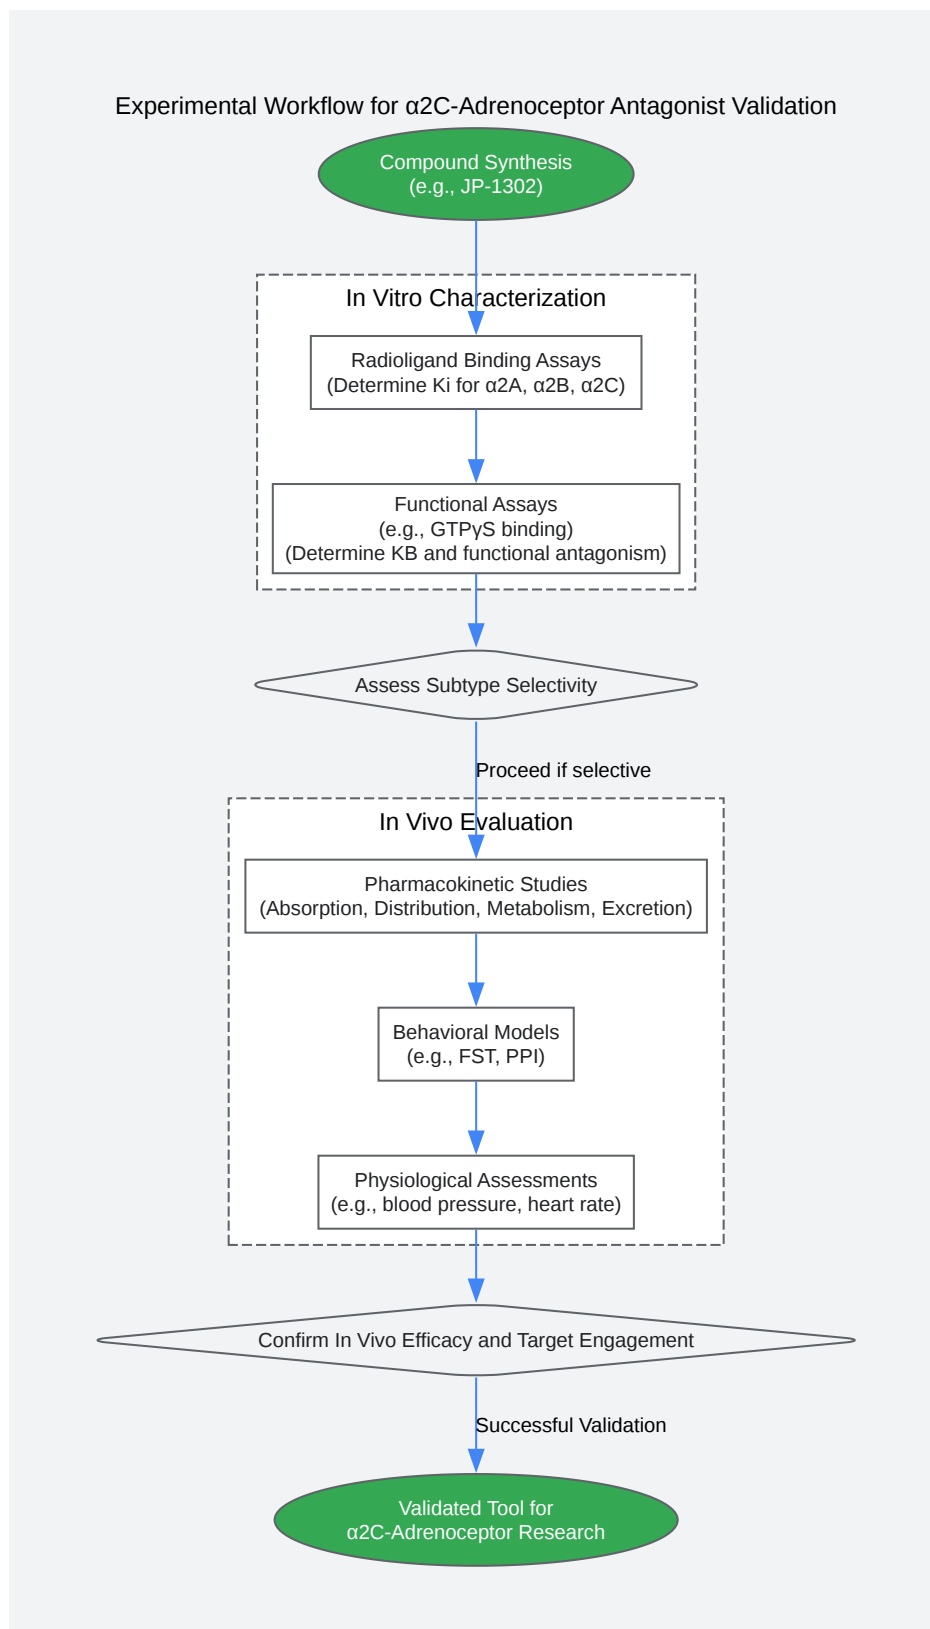 Experimental Workflow for α2C-Adrenoceptor Antagonist Validation
Compound Synthesis
(e.g., JP-1302)
In Vitro Characterization
Radioligand Binding Assays
(Determine Ki for α2A, α2B, α2C)
Functional Assays
(e.g., GTPγS binding)
(Determine KB and functional antagonism)
Assess Subtype Selectivity
Proceed if selective
In Vivo Evaluation
Pharmacokinetic Studies
(Absorption, Distribution, Metabolism, Excretion)
Behavioral Models
(e.g., FST, PPI)
Physiological Assessments
(e.g., blood pressure, heart rate)
Confirm In Vivo Efficacy and Target Engagement
Successful Validation
Validated Tool for
α2C-Adrenoceptor Research